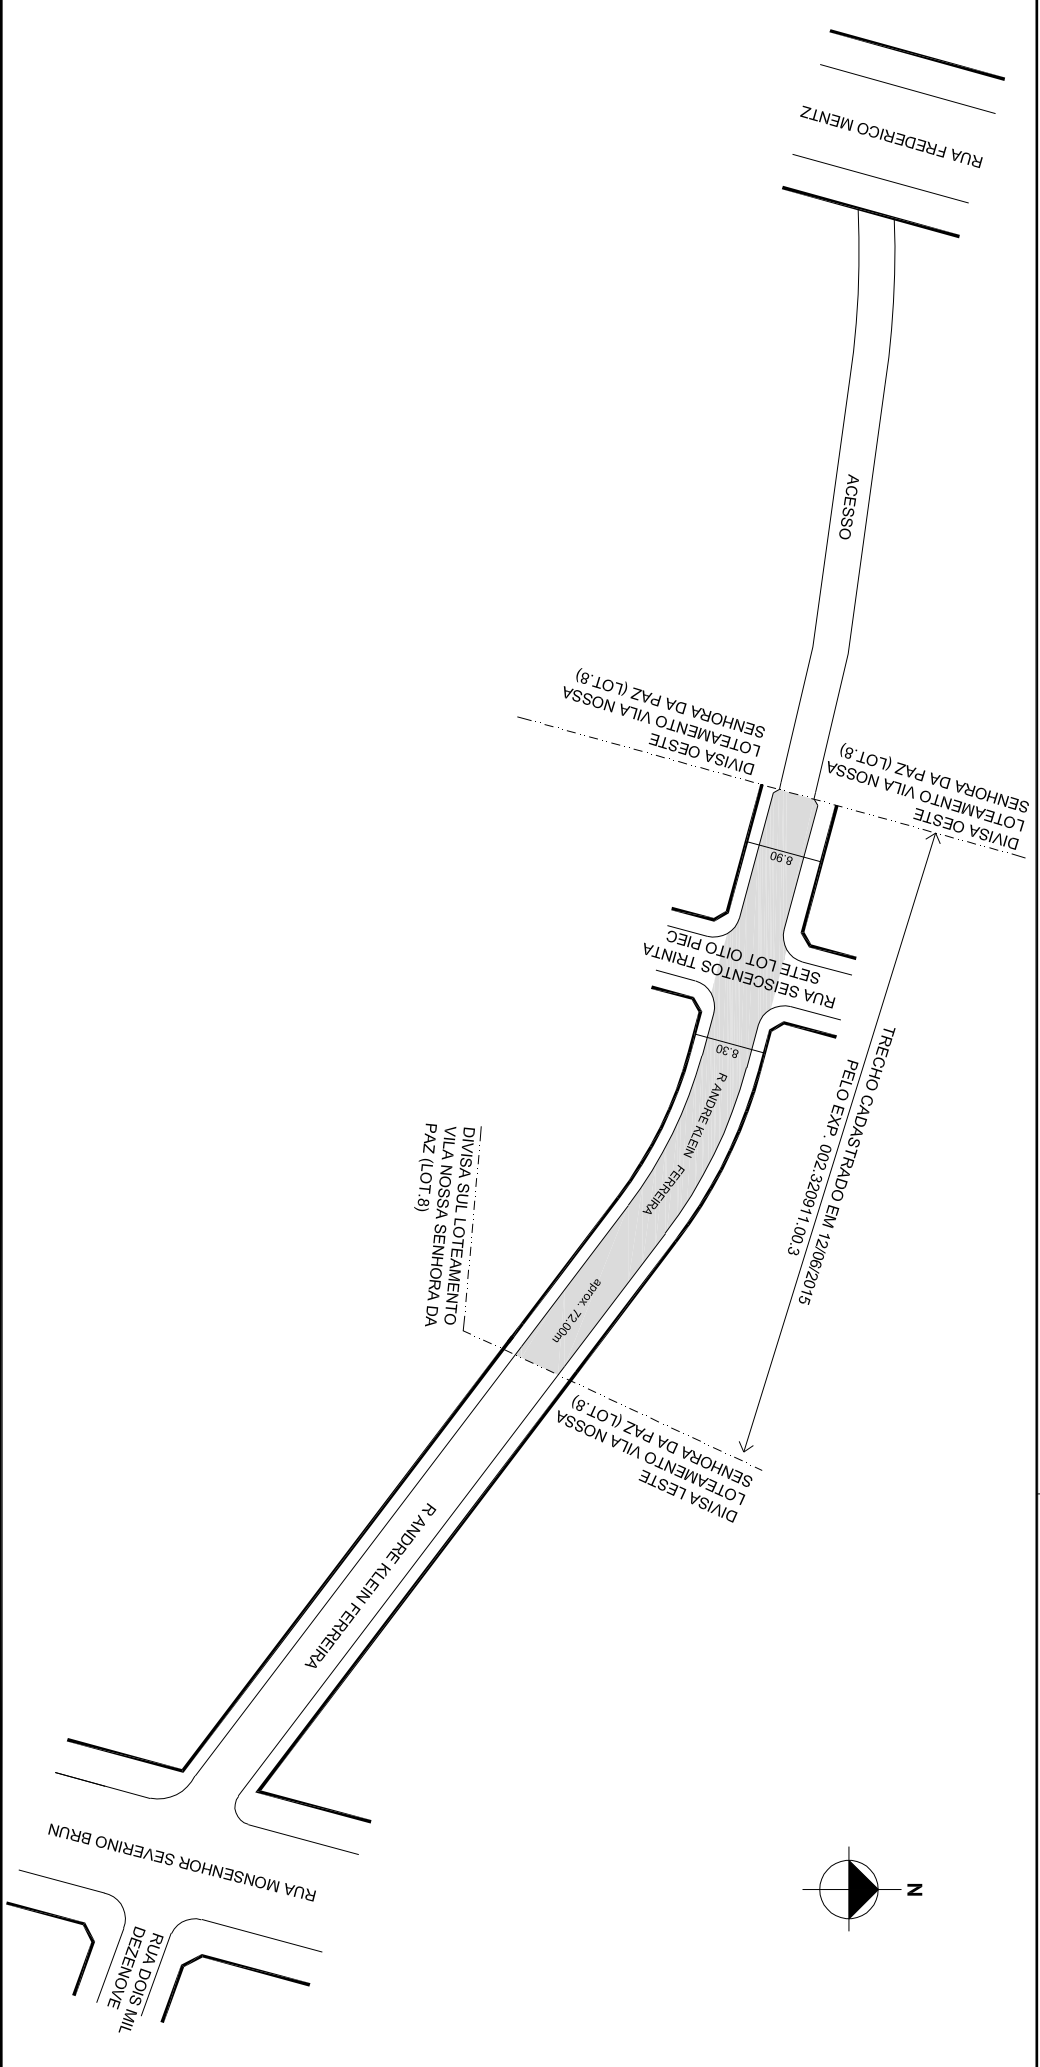 RUA FREDERICO MENTZ
ACESSO
DIVISA OESTE
LOTEAMENTO VILA NOSSA
SENHORA DA PAZ (LOT.8)
DIVISA OESTE
LOTEAMENTO VILA NOSSA
SENHORA DA PAZ (LOT.8)
8.90
RUA SEISCENTOS TRINTA
SETE LOT OITO PIEC
8.30
R ANDRE KLEIN FERREIRA
TRECHO CADASTRADO EM 12/06/2015
PELO EXP. 002.320911.00.3
DIVISA SUL LOTEAMENTO
VILA NOSSA SENHORA DA
PAZ (LOT.8)
aprox. 72.00m
DIVISA LESTE
LOTEAMENTO VILA NOSSA
SENHORA DA PAZ (LOT.8)
R ANDRE KLEIN FERREIRA
RUA MONSENHOR SEVERINO BRUN
RUA DOIS MIL
DEZENOVE
N